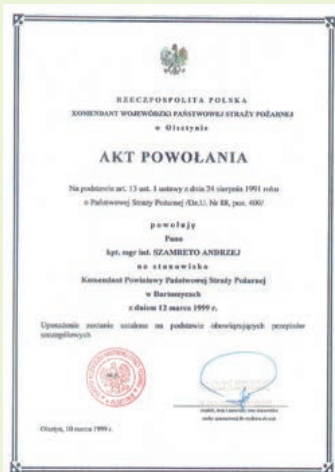 RZECZPOSPOLITA POLSKA
KOMENDANT WOJEWÓDZKI PAŃSTWOWEJ STRAŻY POŻARNEJ
w Olsztynie
AKT POWOŁANIA
Na podstawie art. 13 ust. 1 ustawy z dnia 24 sierpnia 1991 roku
o Państwowej Straży Pożarnej /Dz.U. Nr 88, poz. 400/
powołuję
Pana
kpt. mgr inż. SZAMRETO ANDRZEJ
na stanowisko
Komendant Powiatowy Państwowej Straży Pożarnej
w Bartoszycach
z dniem 12 marca 1999 r.
Uposażenie zostanie ustalone na podstawie obowiązujących przepisów
szczegółowych
Olsztyn, 10 marca 1999 r.